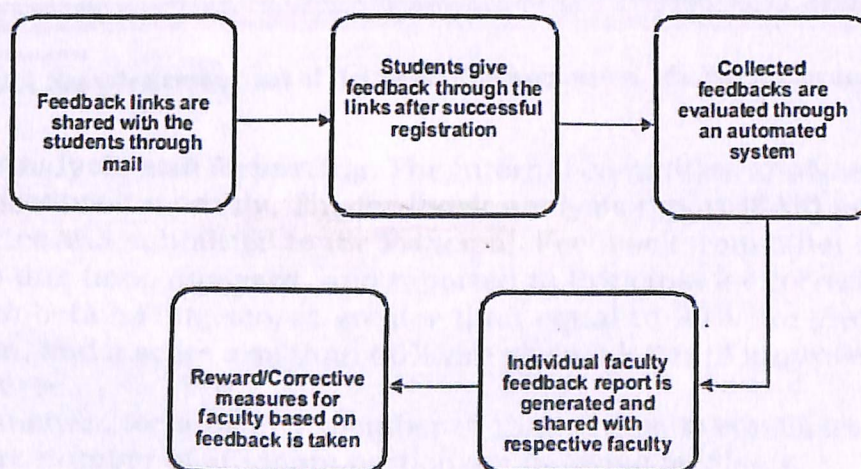 Feedback links are
shared with the
students through
mail
Students give
feedback through the
links after successful
registration
Collected
feedbacks are
evaluated through
an automated
system
Individual faculty
feedback report is
generated and
shared with
respective faculty
Reward/Corrective
measures for
faculty based on
feedback is taken